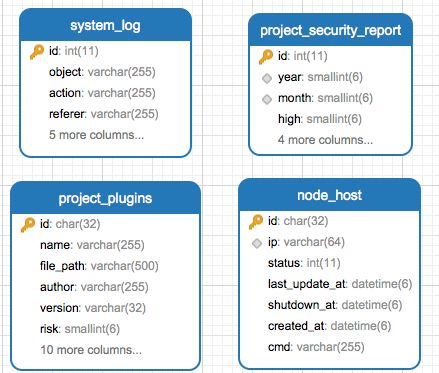 system_log
id: int(11)
object: varchar(255)
action: varchar(255)
referer: varchar(255)
5 more columns...
project_security_report
id: int(11)
year: smallint(6)
month: smallint(6)
high: smallint(6)
4 more columns...
project_plugins
id: char(32)
name: varchar(255)
file_path: varchar(500)
author: varchar(255)
version: varchar(32)
risk: smallint(6)
10 more columns...
node_host
id: char(32)
ip: varchar(64)
status: int(11)
last_update_at: datetime(6)
shutdown_at: datetime(6)
created_at: datetime(6)
cmd: varchar(255)